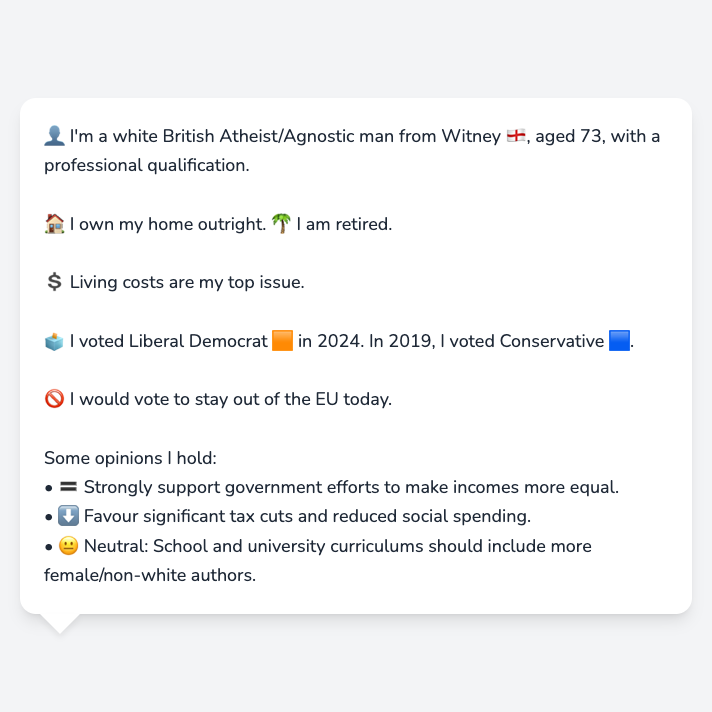 👤 I'm a white British Atheist/Agnostic man from Witney 🏴󠁧󠁢󠁥󠁮󠁧󠁿, aged 73, with a
professional qualification.
🏠 I own my home outright. 🌴 I am retired.
💲 Living costs are my top issue.
🗳️ I voted Liberal Democrat 🟧 in 2024. In 2019, I voted Conservative 🟦.
🚫 I would vote to stay out of the EU today.
Some opinions I hold:
• 🟰 Strongly support government efforts to make incomes more equal.
• ⬇️ Favour significant tax cuts and reduced social spending.
• 😐 Neutral: School and university curriculums should include more
female/non-white authors.